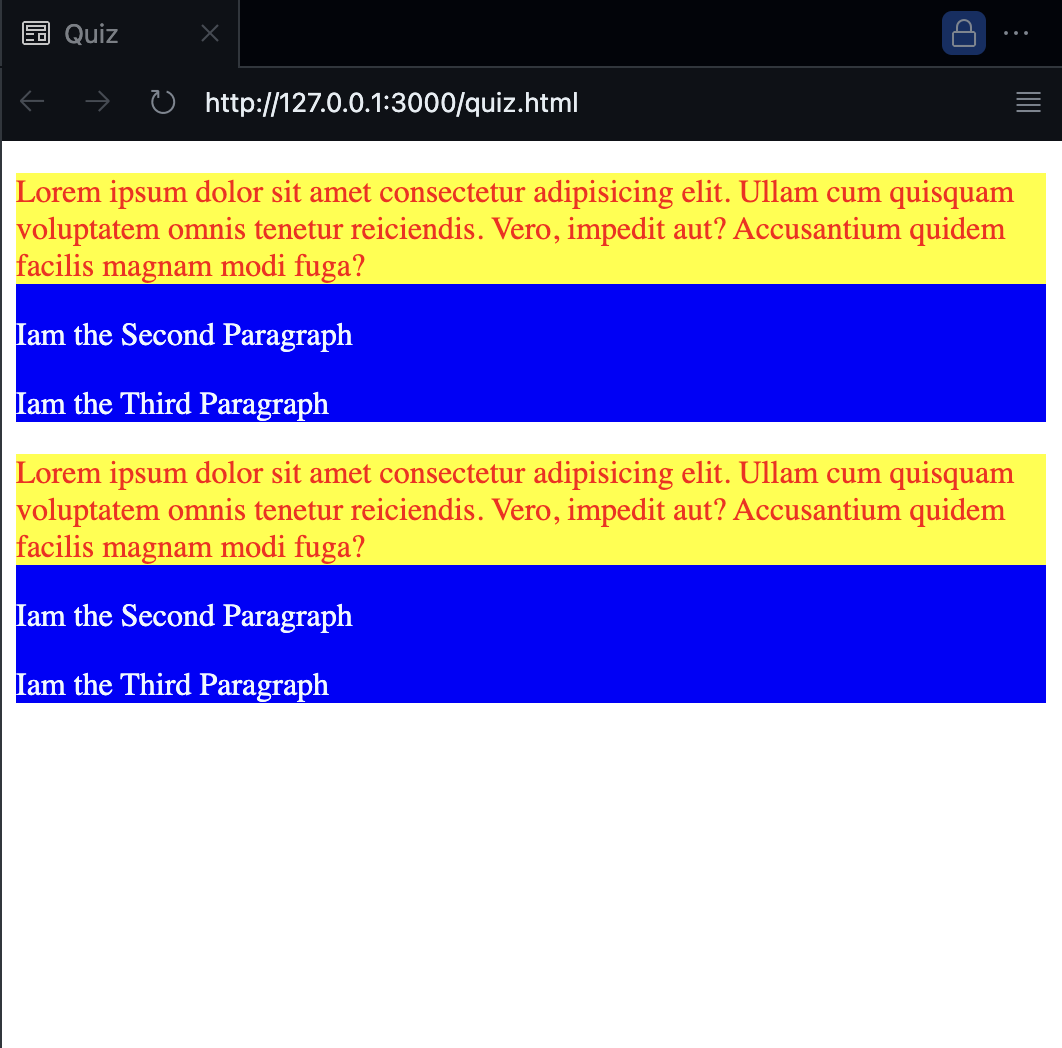 Quiz
http://127.0.0.1:3000/quiz.html
Lorem ipsum dolor sit amet consectetur adipisicing elit. Ullam cum quisquam
voluptatem omnis tenetur reiciendis. Vero, impedit aut? Accusantium quidem
facilis magnam modi fuga?
Iam the Second Paragraph
Iam the Third Paragraph
Lorem ipsum dolor sit amet consectetur adipisicing elit. Ullam cum quisquam
voluptatem omnis tenetur reiciendis. Vero, impedit aut? Accusantium quidem
facilis magnam modi fuga?
Iam the Second Paragraph
Iam the Third Paragraph